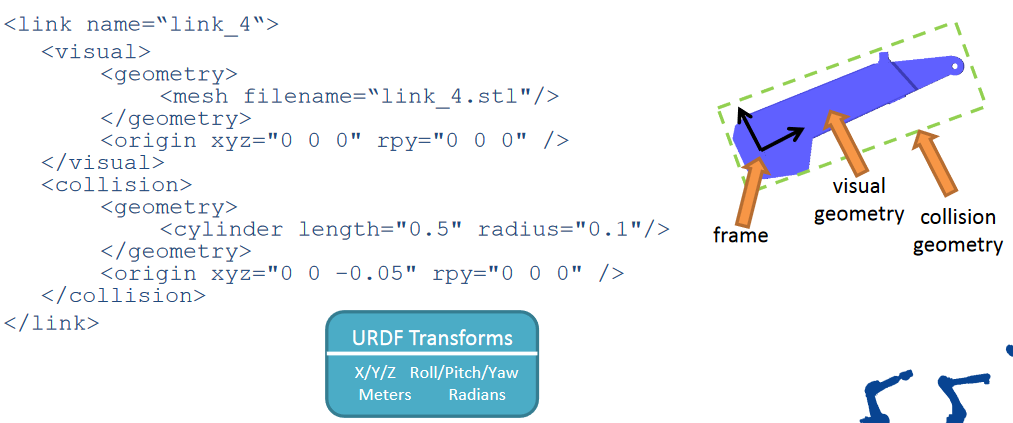 <link name=“link_4“>
<visual>
<geometry>
<mesh filename=“link_4.stl"/>
</geometry>
<origin xyz="0 0 0" rpy="0 0 0" />
</visual>
<collision>
<geometry>
<cylinder length="0.5" radius="0.1"/>
</geometry>
<origin xyz="0 0 -0.05" rpy="0 0 0" />
</collision>
</link>
frame
visual
geometry
collision
geometry
URDF Transforms
X/Y/Z Roll/Pitch/Yaw
Meters Radians